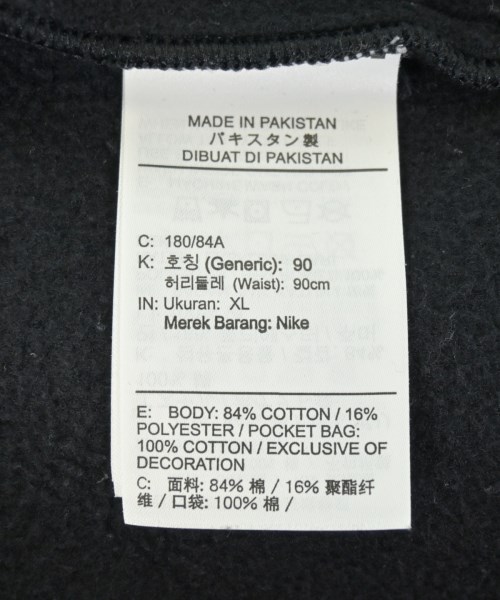 MADE IN PAKISTAN
パキスタン製
DIBUAT DI PAKISTAN
C: 180/84A
K: 호칭 (Generic): 90
허리둘레 (Waist): 90cm
IN: Ukuran: XL
Merek Barang: Nike
E: BODY: 84% COTTON / 16%
POLYESTER / POCKET BAG:
100% COTTON / EXCLUSIVE OF
DECORATION
C: 面料: 84% 棉 / 16% 聚酯纤
维 / 口袋: 100% 棉 /